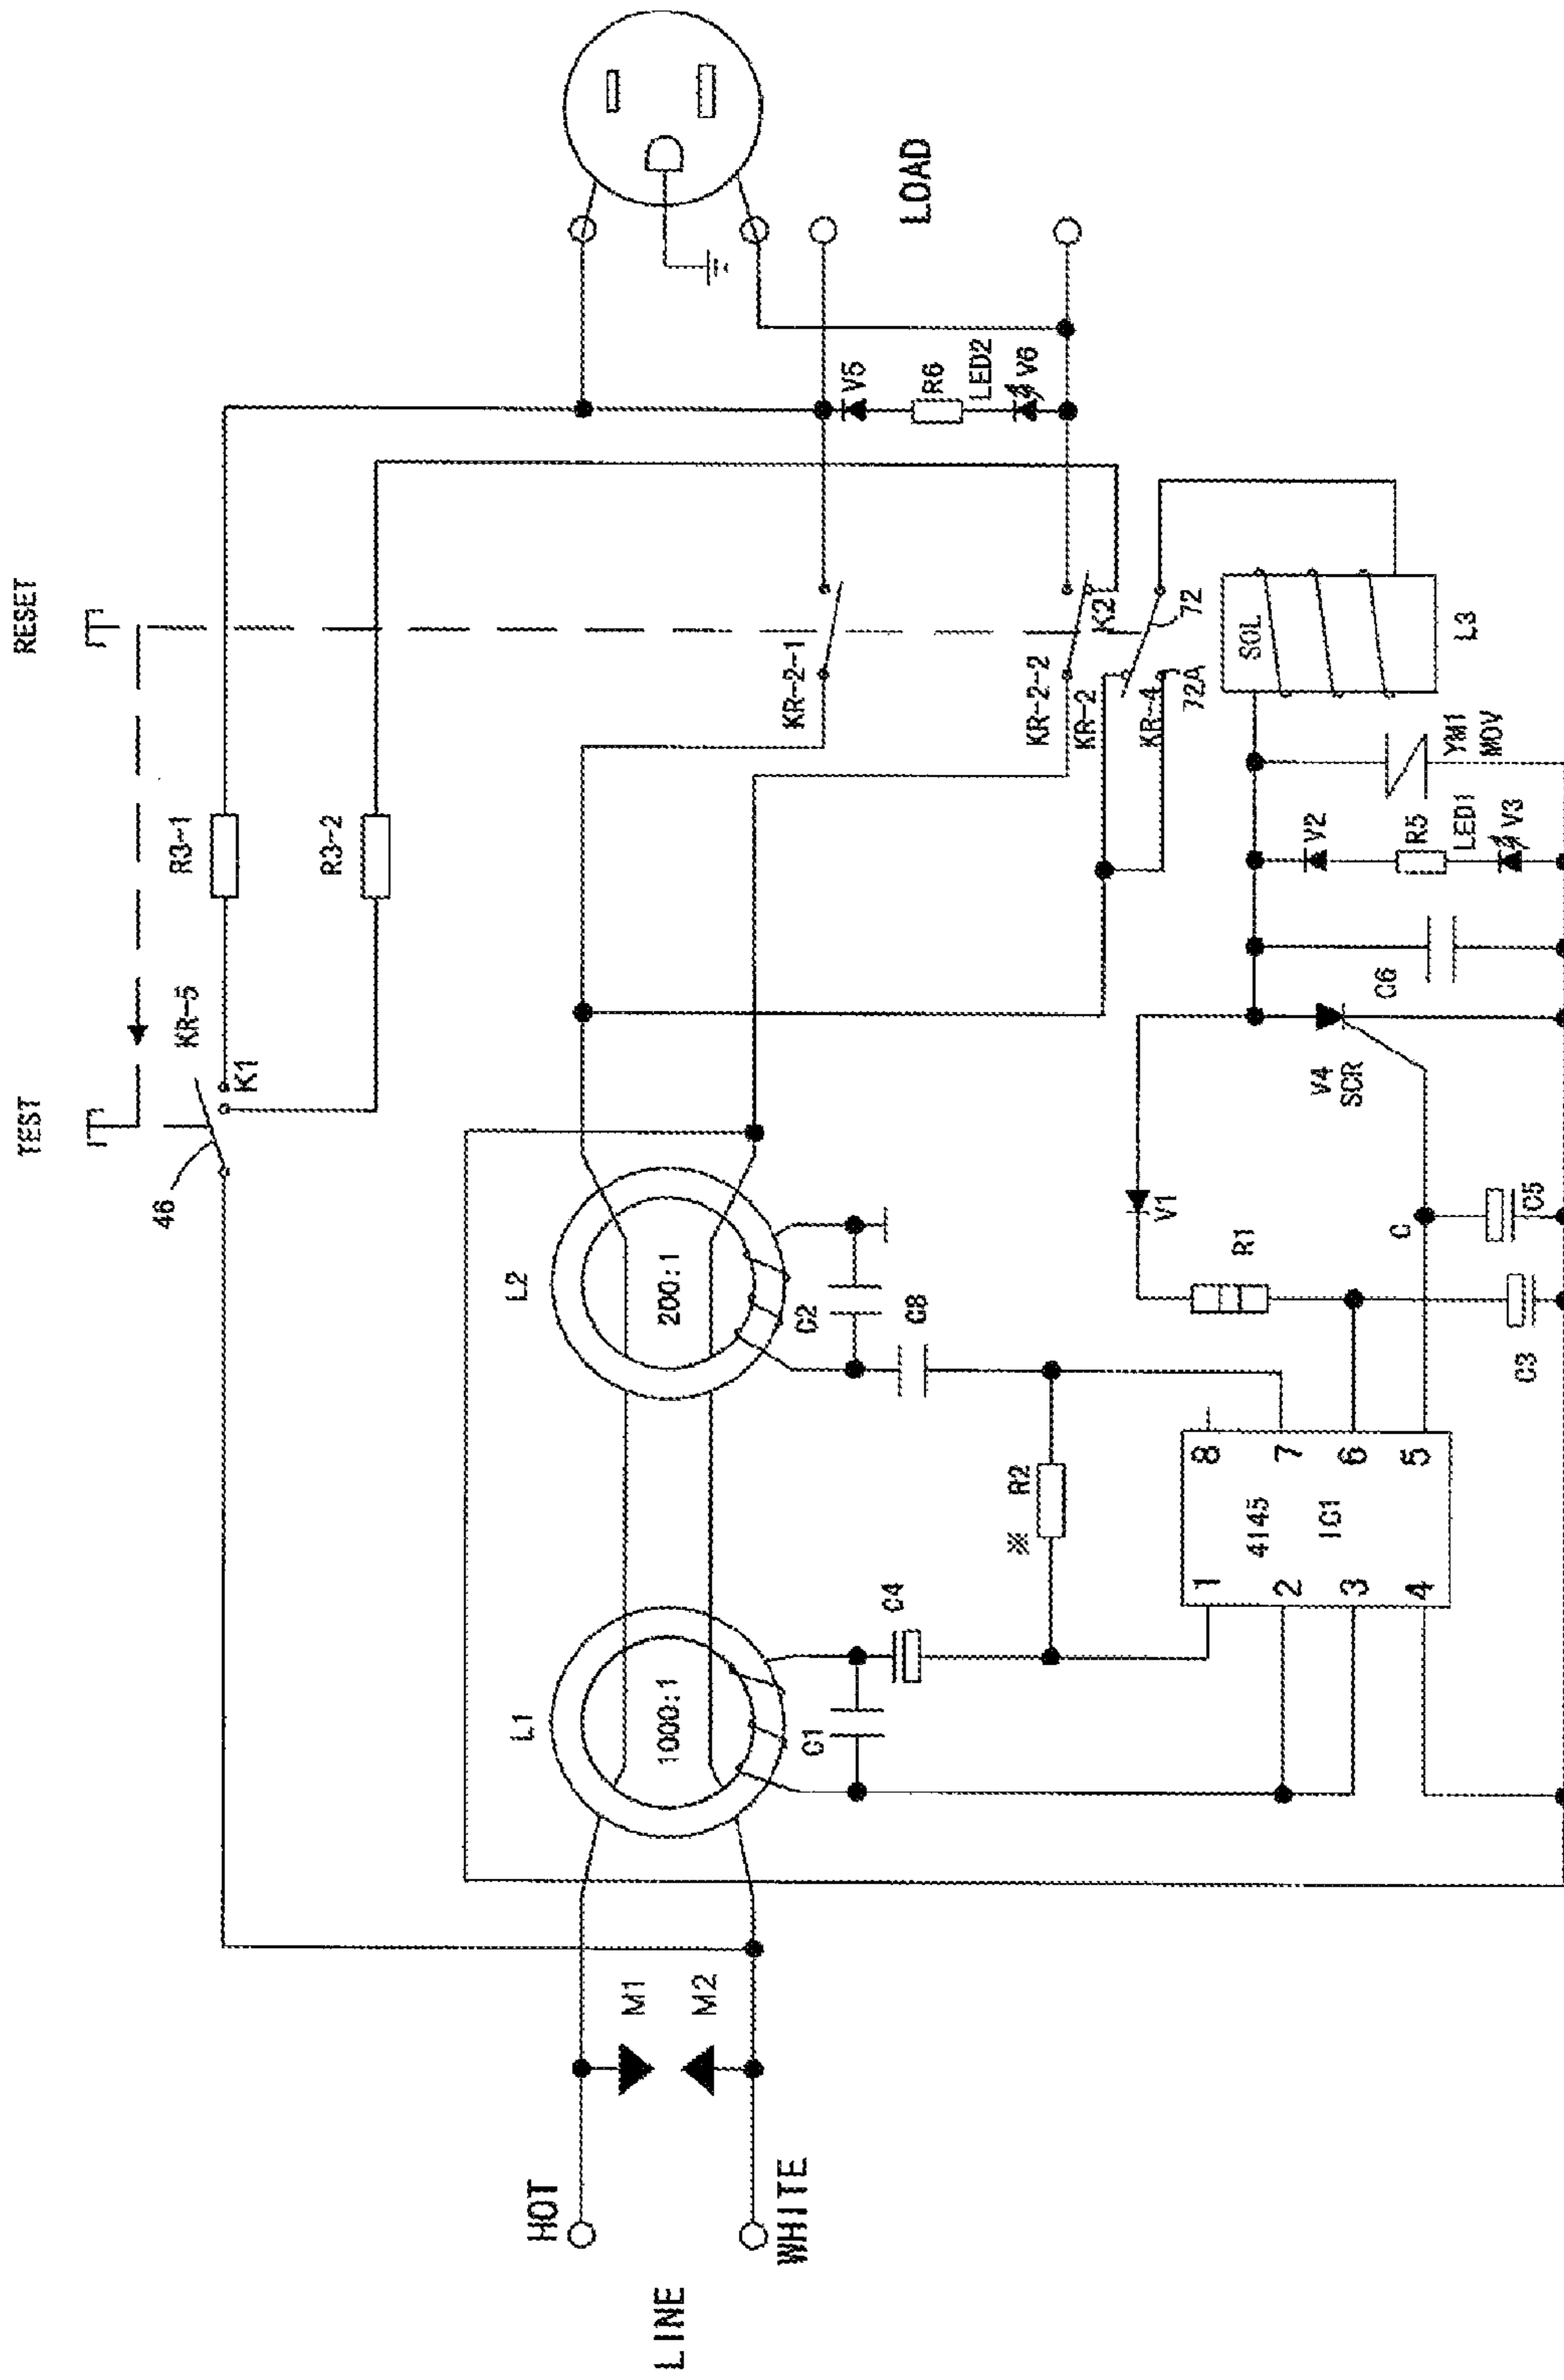 TEST
RESET
46
KR-5
K1
R3-1
R3-2
LINE
HOT
WHITE
M1
M2
L1
1000:1
L2
200:1
KR-2-1
KR-2-2
K2
KR-2
KR-4
72
72A
LOAD
V5
R6
LED2
V6
C1
C4
C2
C8
※ R2
4145
IC1
1
2
3
4
8
7
6
5
V1
R1
C3
C
C5
V4
SCR
C6
V2
R5
LED1
V3
YM1
MOV
SOL
L3